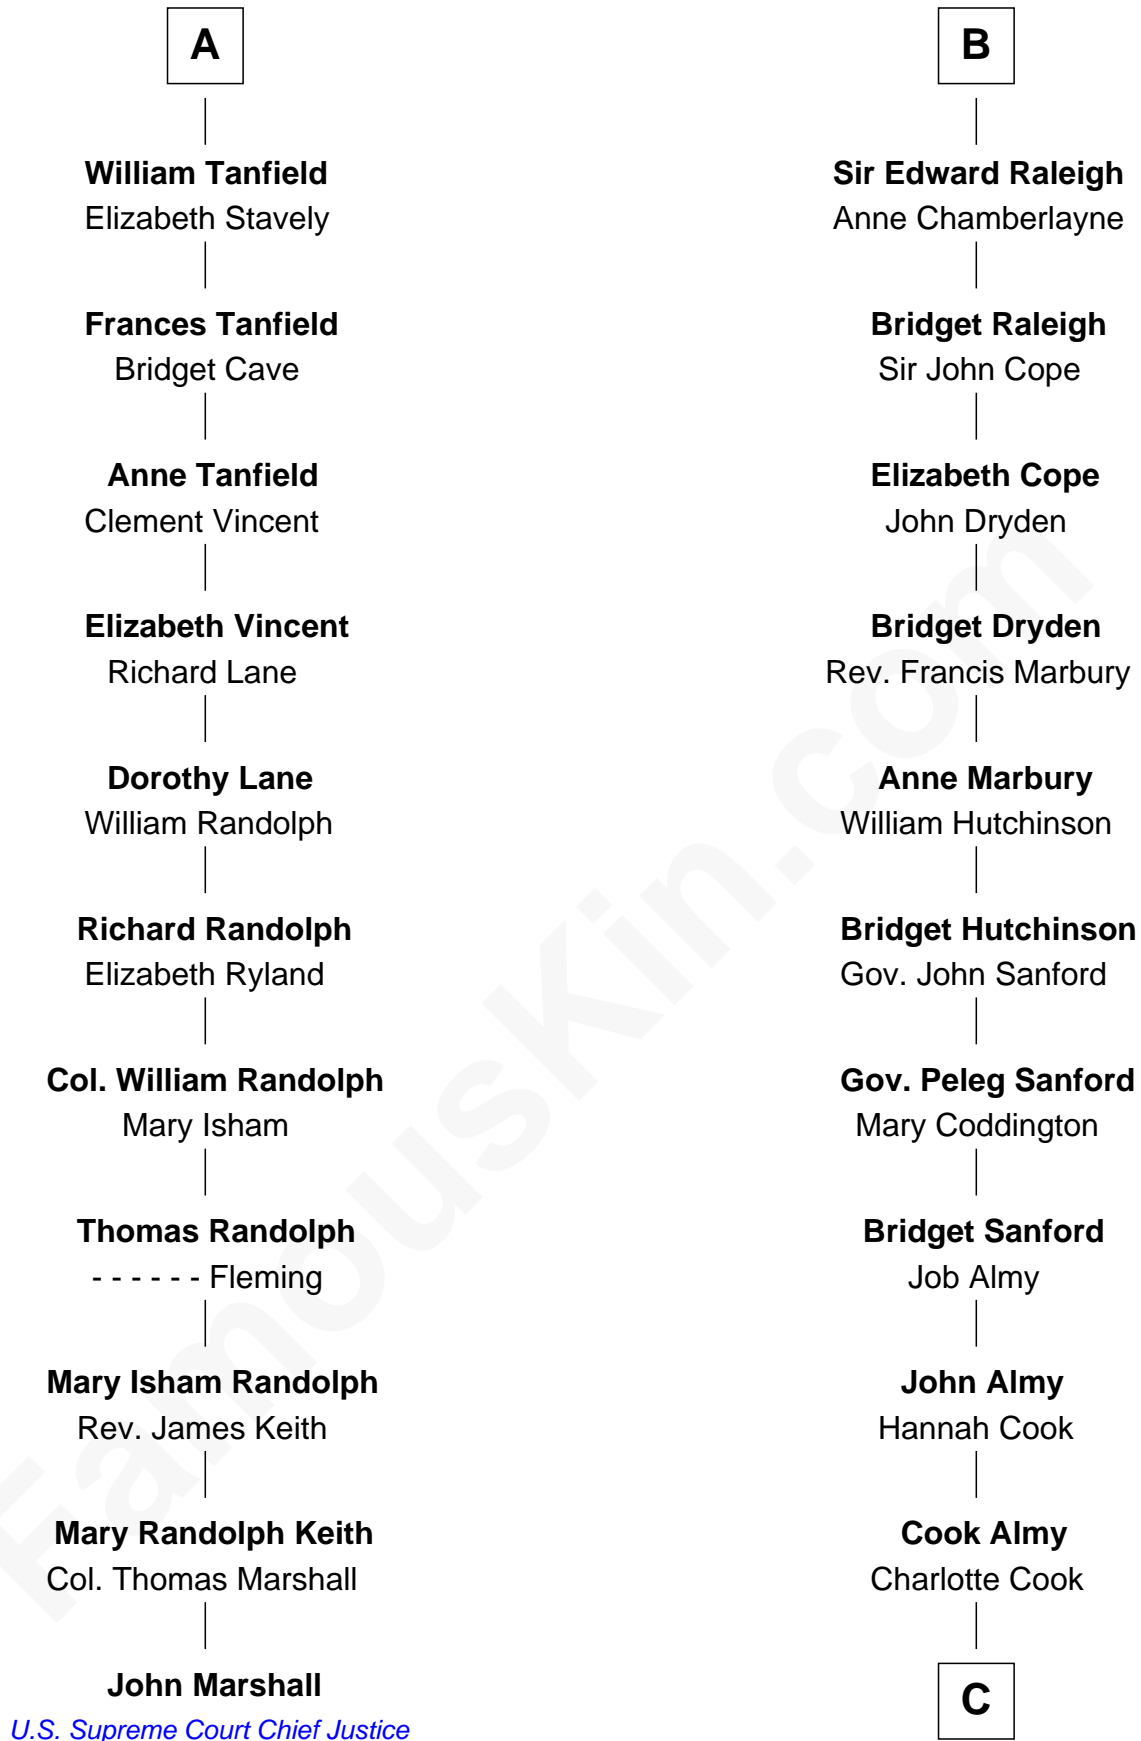 A
William Tanfield
Elizabeth Stavely
Frances Tanfield
Bridget Cave
Anne Tanfield
Clement Vincent
Elizabeth Vincent
Richard Lane
Dorothy Lane
William Randolph
Richard Randolph
Elizabeth Ryland
Col. William Randolph
Mary Isham
Thomas Randolph
- - - - - - Fleming
Mary Isham Randolph
Rev. James Keith
Mary Randolph Keith
Col. Thomas Marshall
John Marshall
U.S. Supreme Court Chief Justice
B
Sir Edward Raleigh
Anne Chamberlayne
Bridget Raleigh
Sir John Cope
Elizabeth Cope
John Dryden
Bridget Dryden
Rev. Francis Marbury
Anne Marbury
William Hutchinson
Bridget Hutchinson
Gov. John Sanford
Gov. Peleg Sanford
Mary Coddington
Bridget Sanford
Job Almy
John Almy
Hannah Cook
Cook Almy
Charlotte Cook
C
FamousKin.com